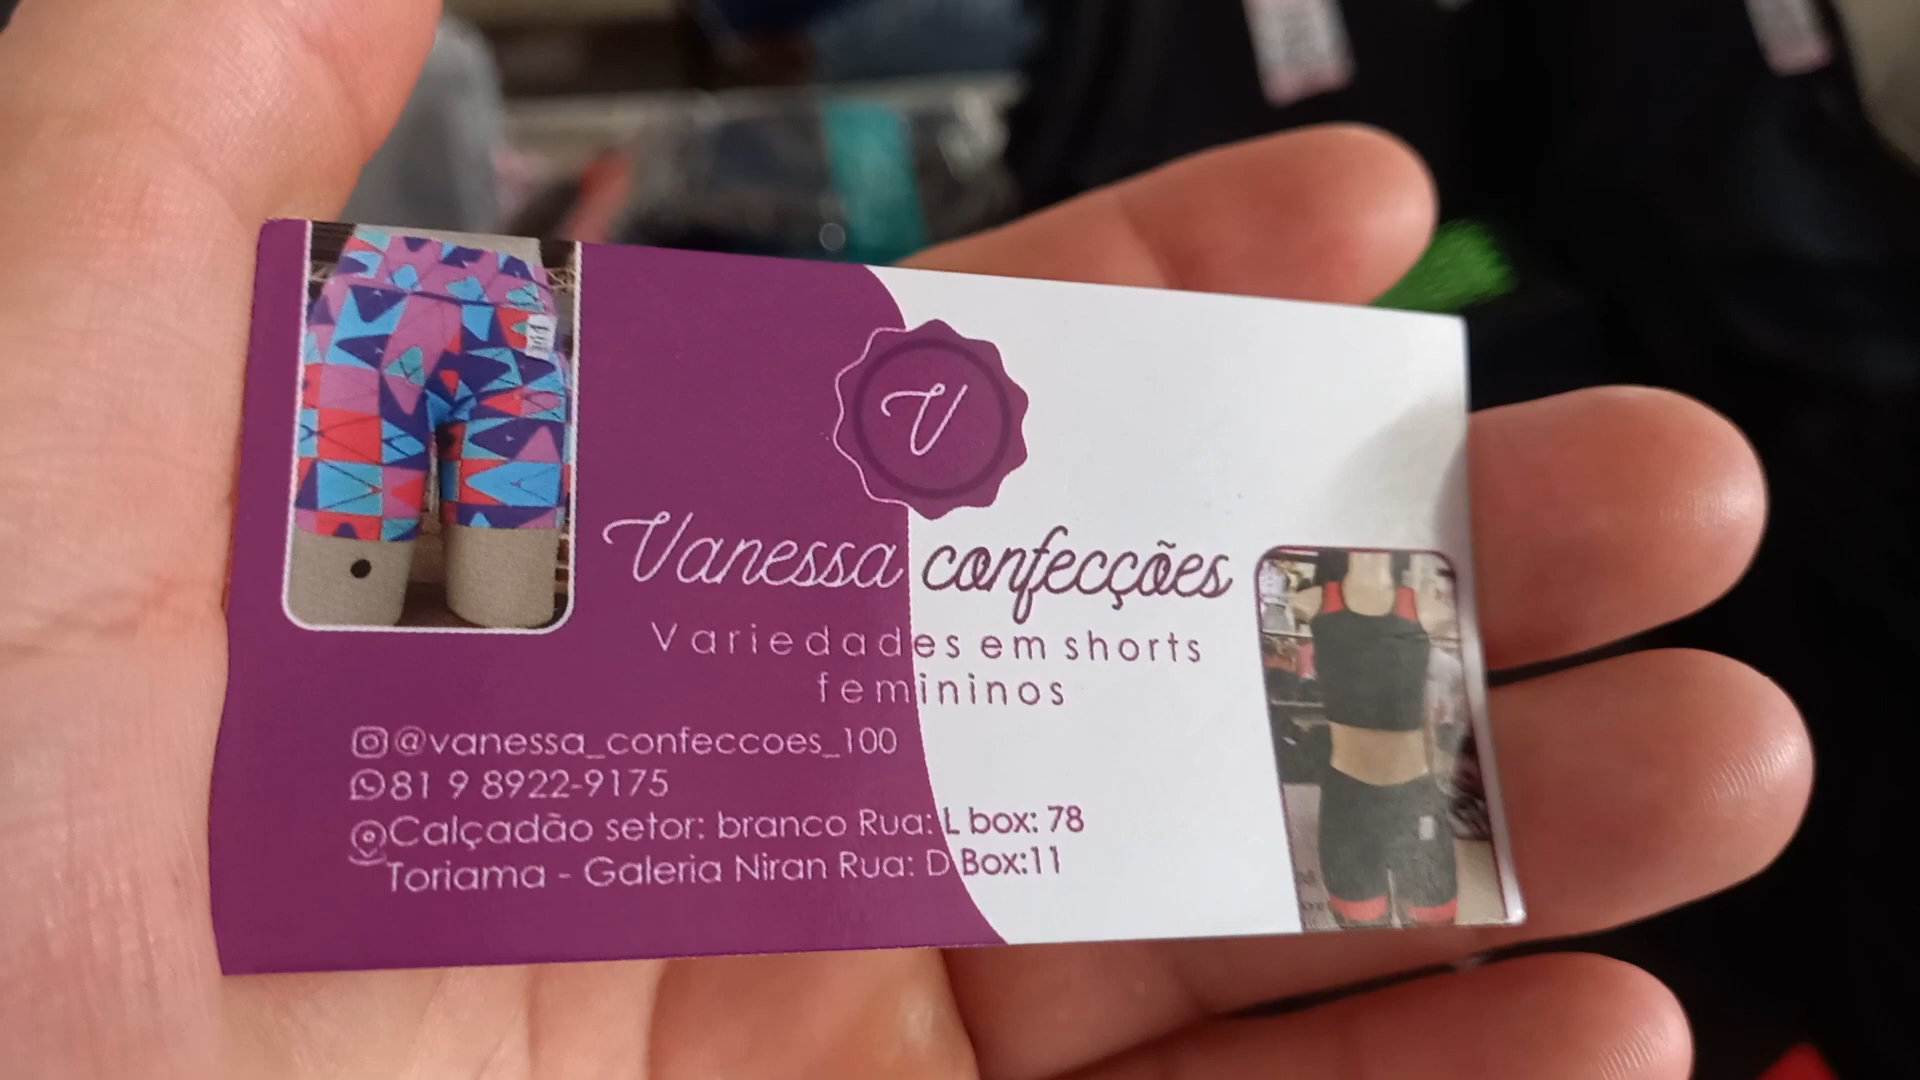 V
Vanessa confecções
Variedades em shorts
femininos
@vanessa_confeccoes_100
81 9 8922-9175
Calçadão setor: branco Rua: L box: 78
Toriama - Galeria Niran Rua: D Box:11